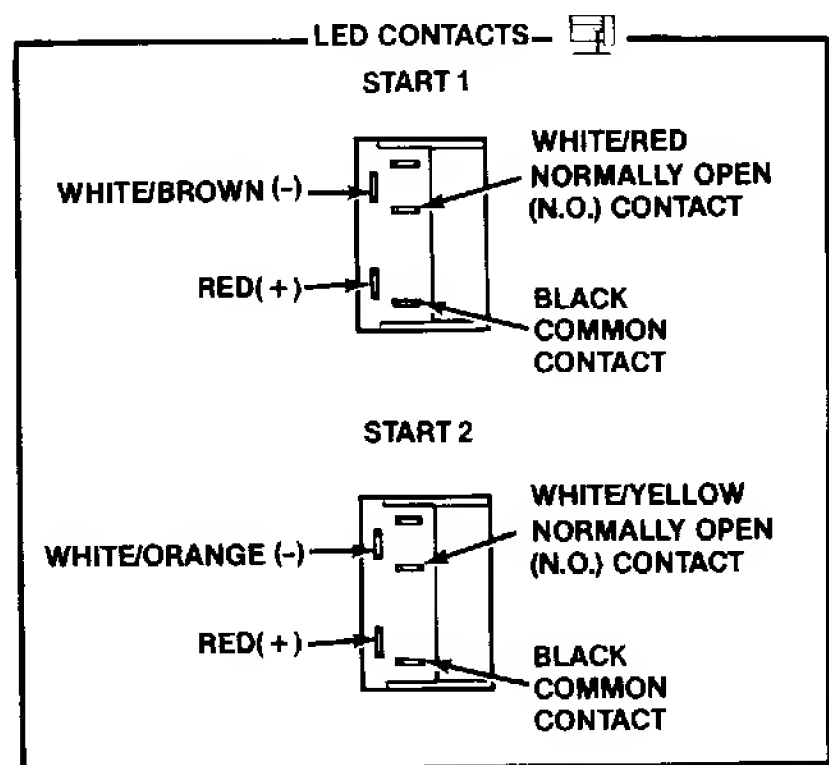 LED CONTACTS
START 1
WHITE/BROWN (-)
WHITE/RED
NORMALLY OPEN
(N.O.) CONTACT
RED(+)
BLACK
COMMON
CONTACT
START 2
WHITE/ORANGE (-)
WHITE/YELLOW
NORMALLY OPEN
(N.O.) CONTACT
RED(+)
BLACK
COMMON
CONTACT